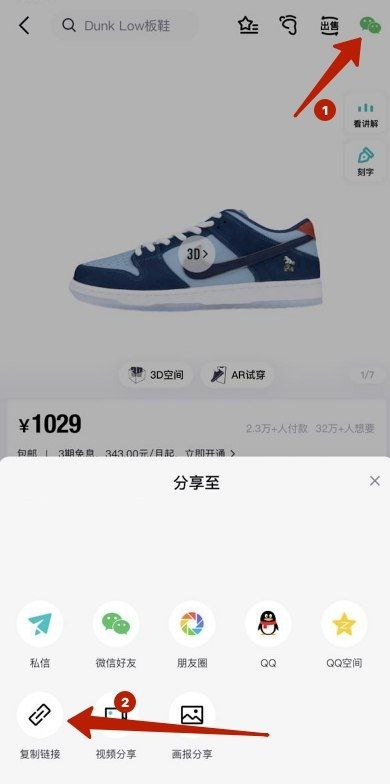 Dunk Low板鞋
出售
1
看讲解
刻字
3D
3D空间
AR试穿
1/7
¥1029
2.3万+人付款 32万+人想要
包邮 | 3期免息，343.00元/月起，立即开通
分享至
私信
微信好友
朋友圈
QQ
QQ空间
2
复制链接
视频分享
画报分享